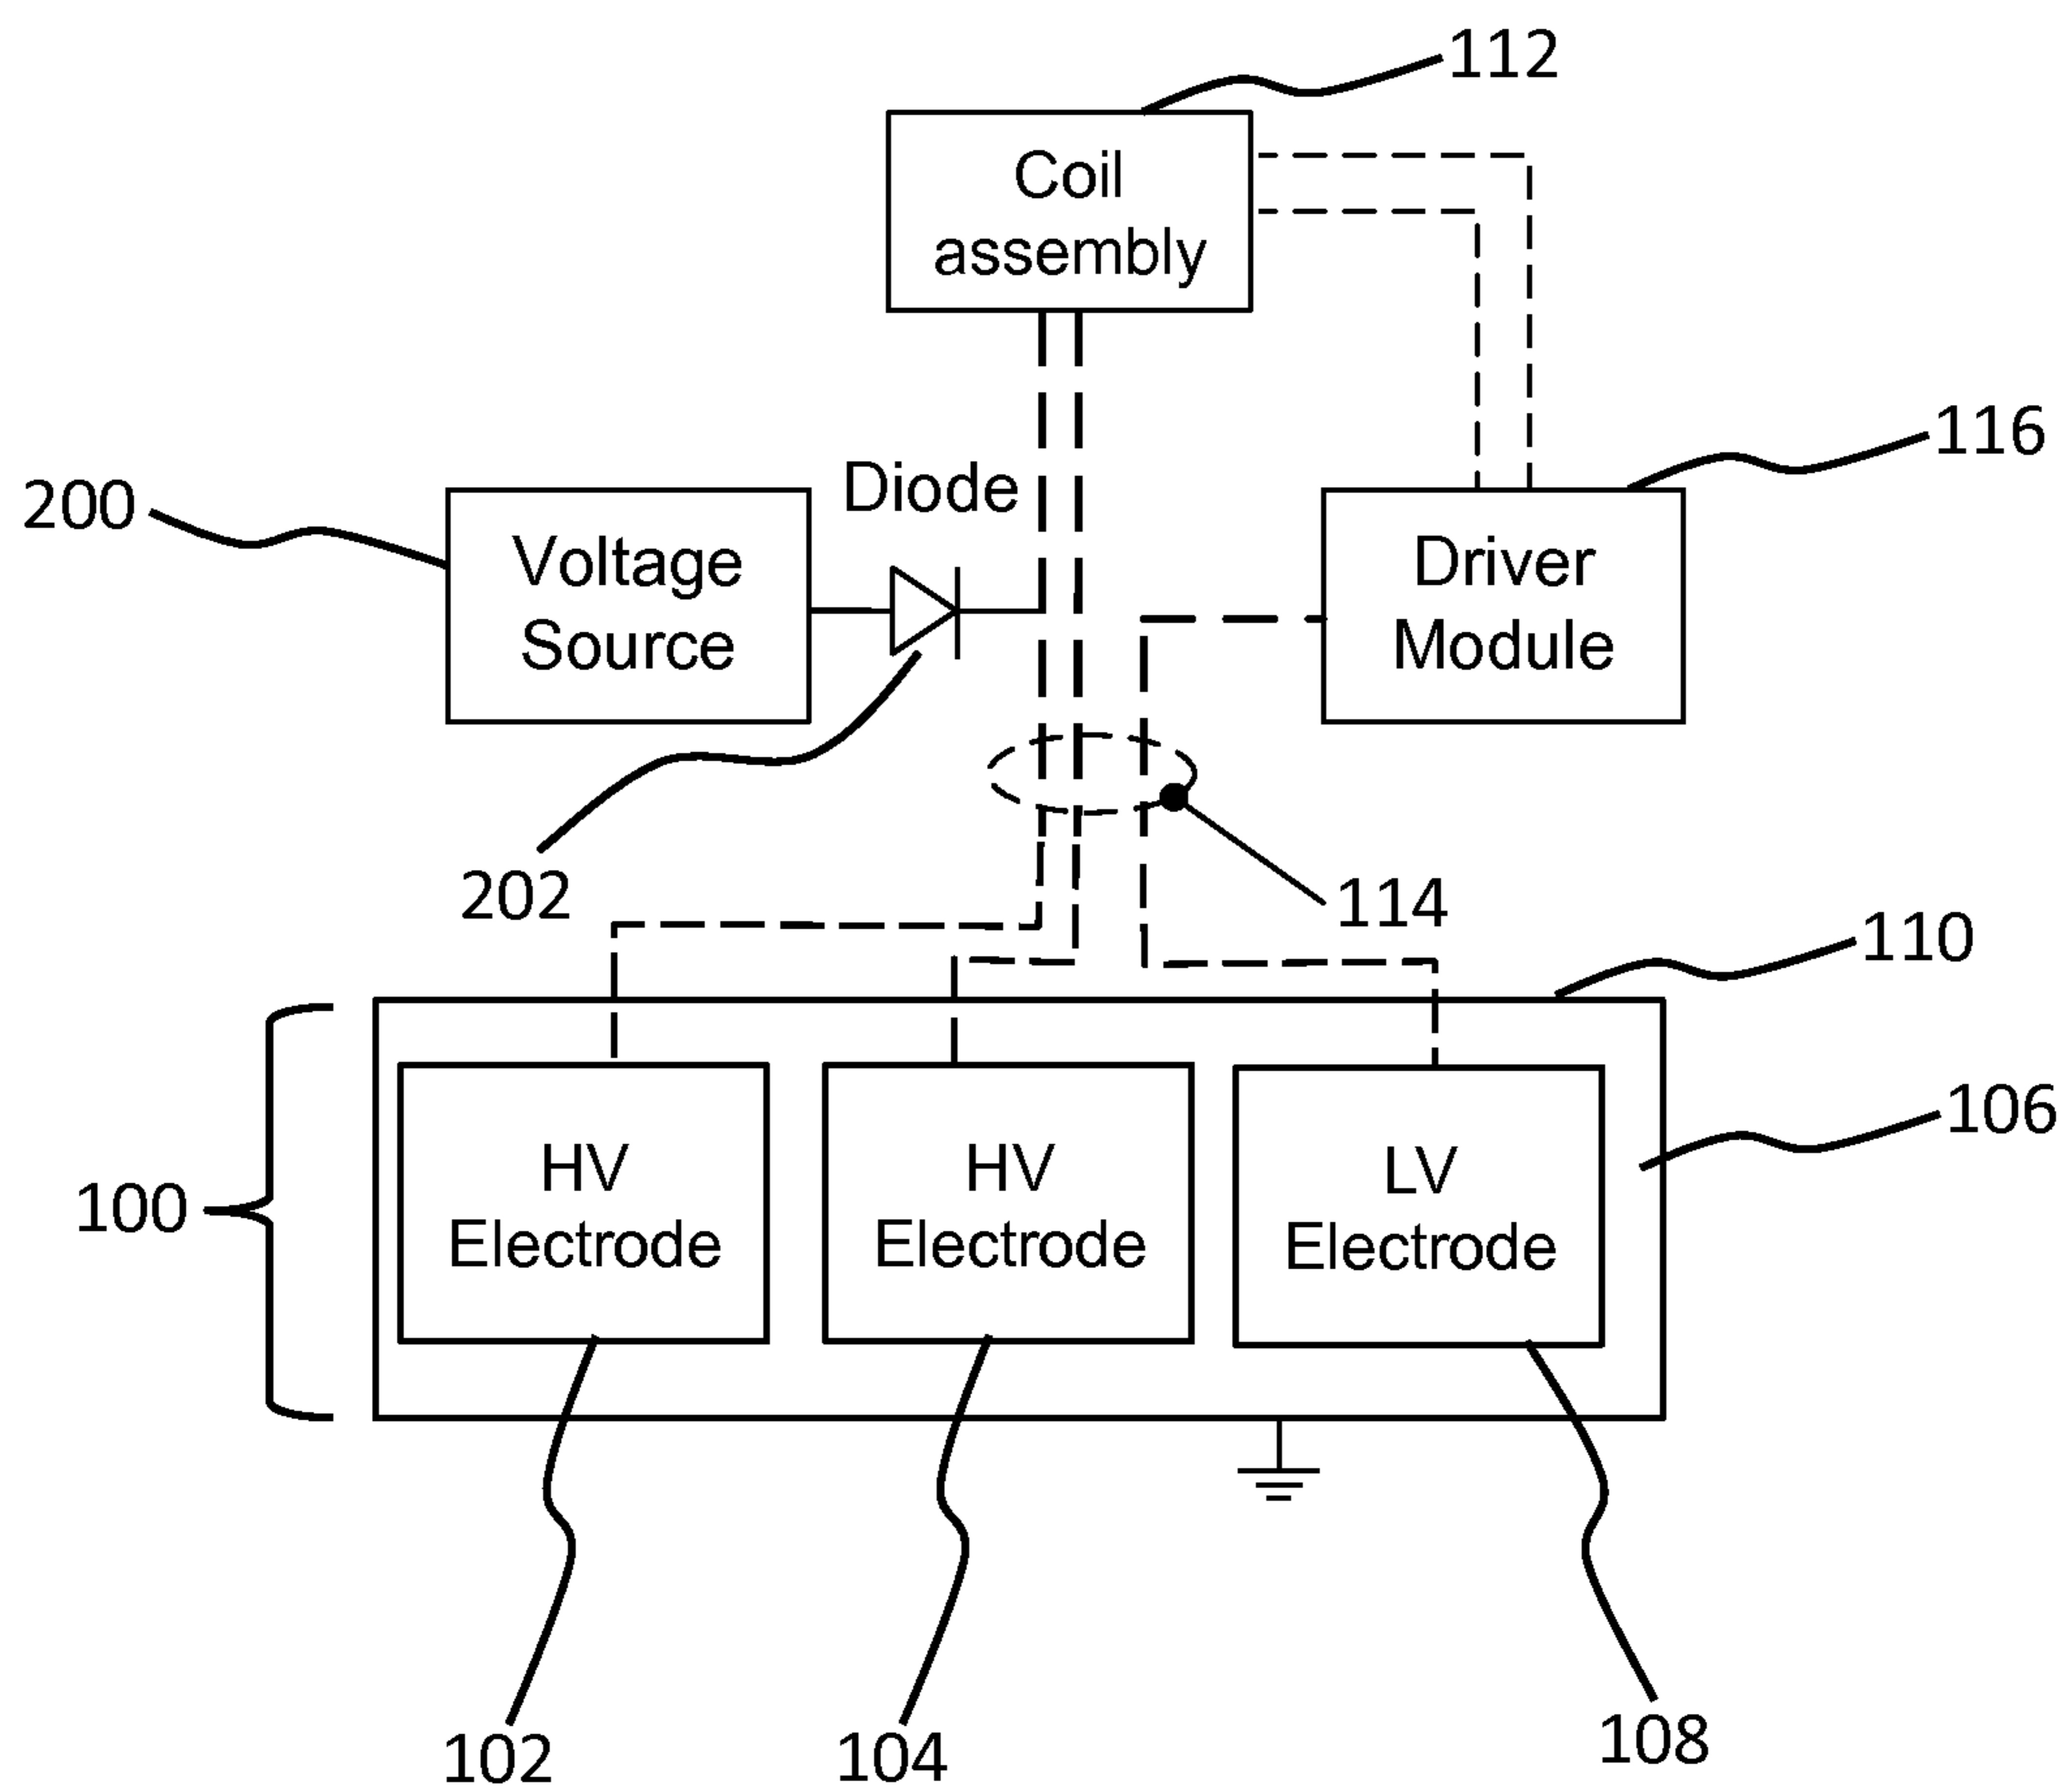 112
Coil
assembly
116
Diode
200
Voltage
Source
Driver
Module
202
114
110
106
100
HV
Electrode
HV
Electrode
LV
Electrode
102
104
108